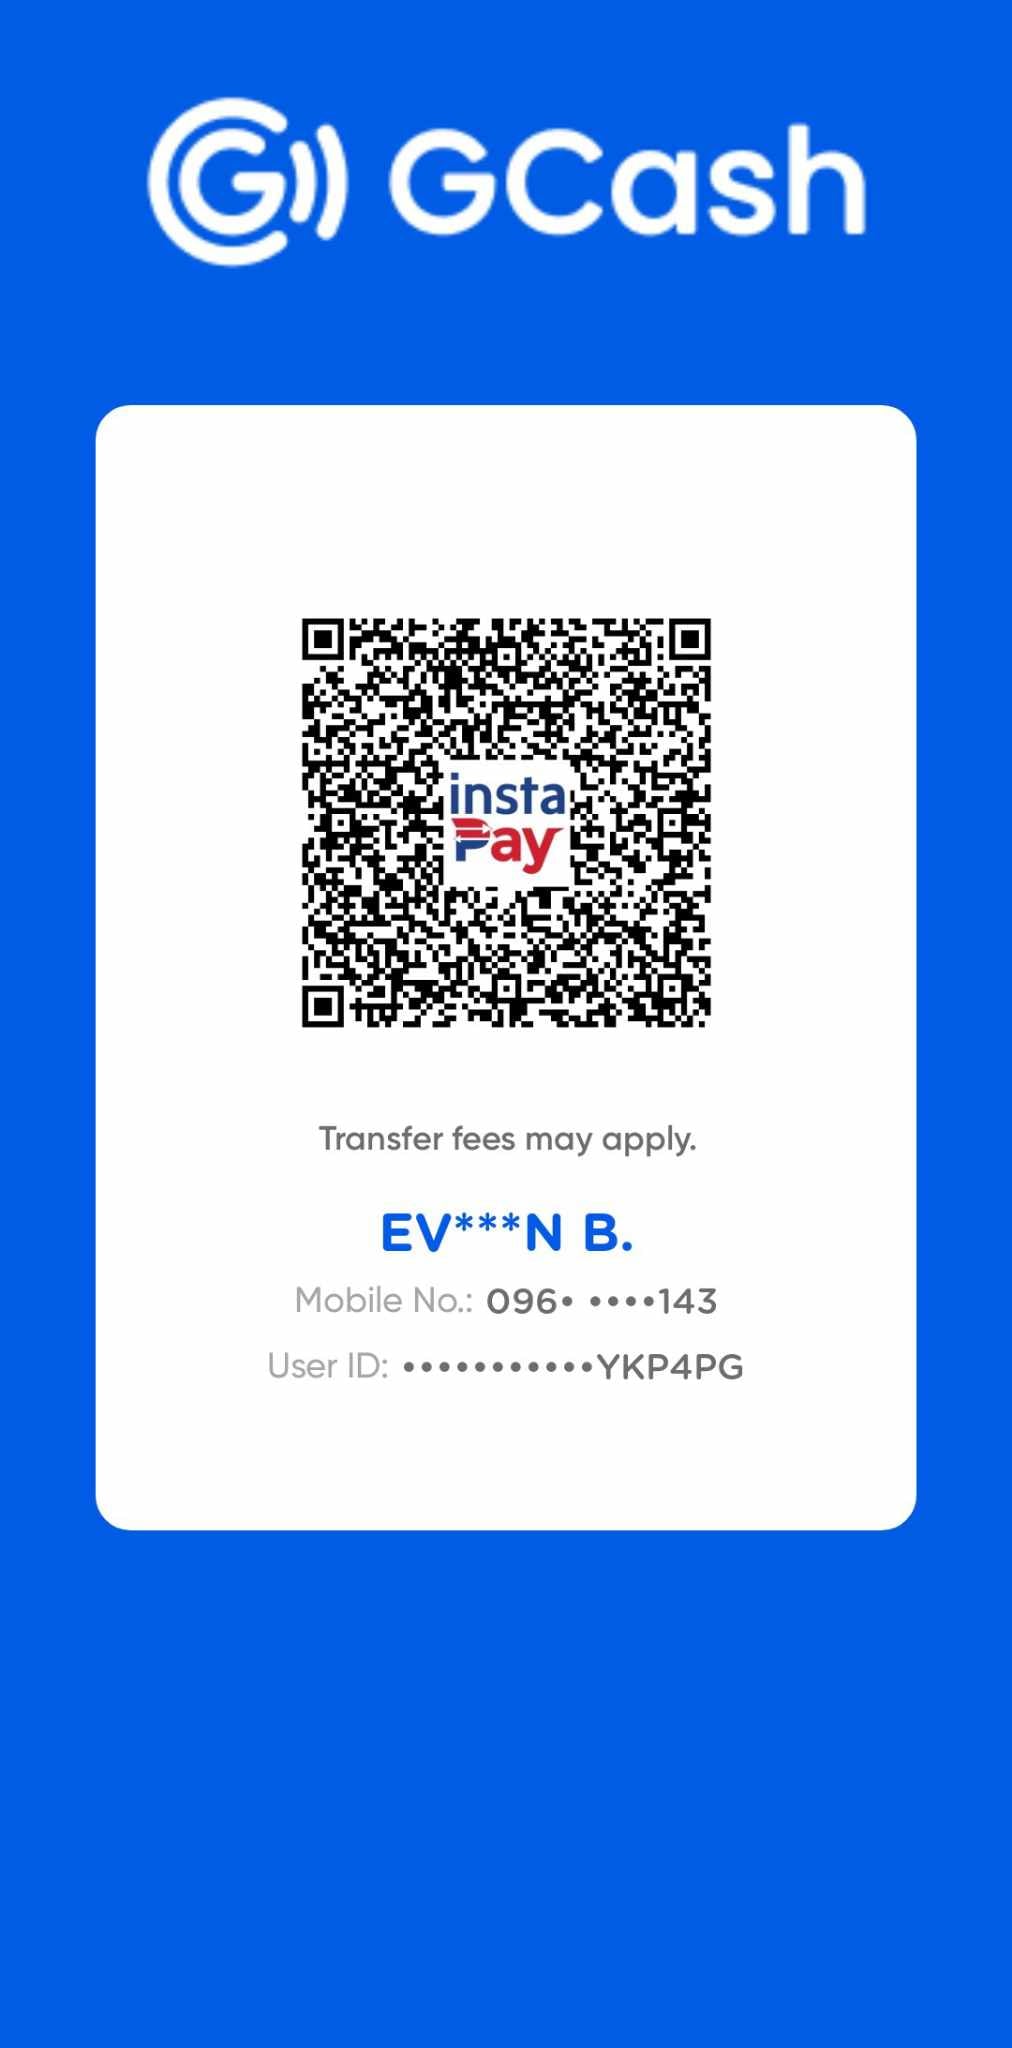 GCash
insta
Pay
Transfer fees may apply.
EV***N B.
Mobile No.: 096• ••••143
User ID: •••••••••••YKP4PG